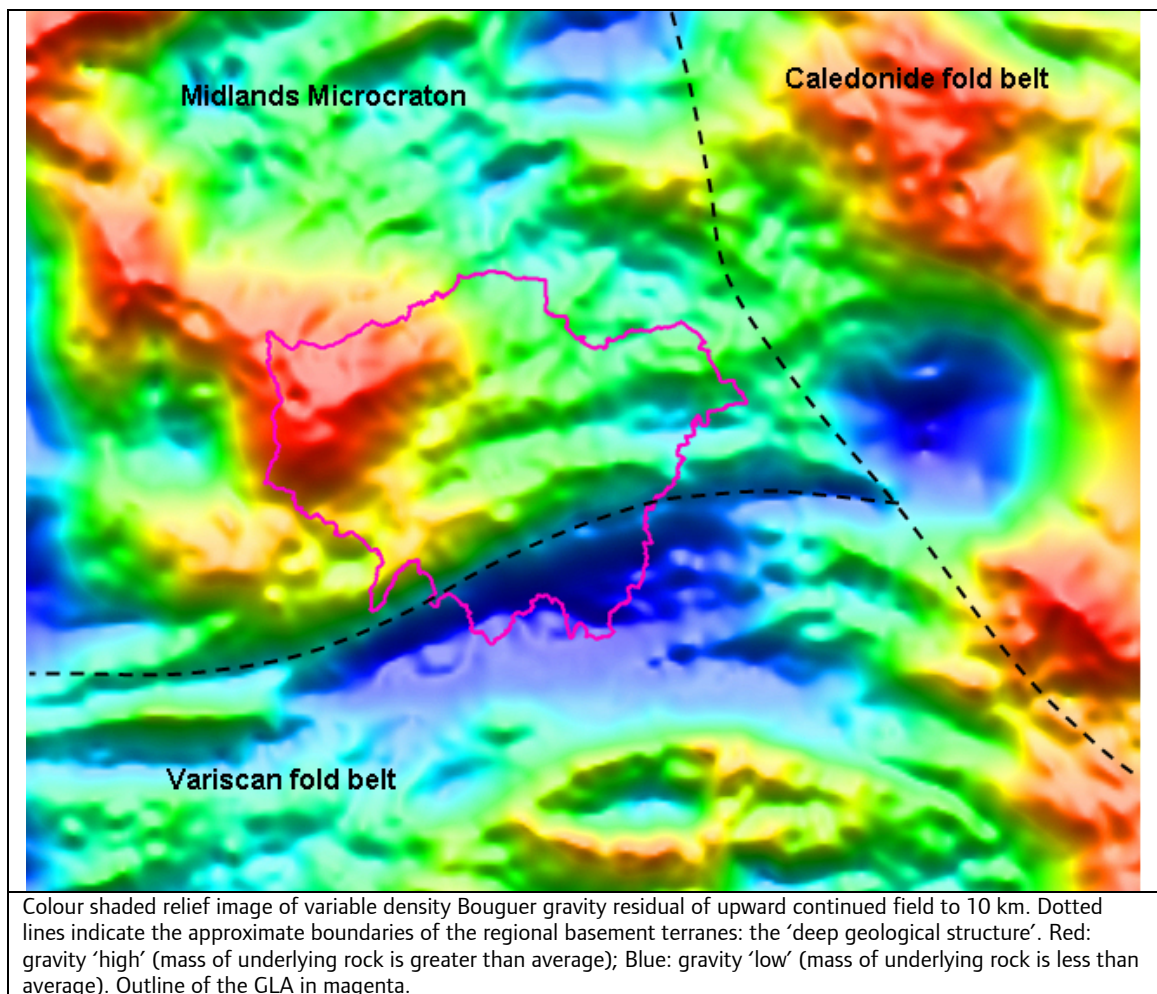 Midlands Microcraton
Caledonide fold belt
Variscan fold belt
Colour shaded relief image of variable density Bouguer gravity residual of upward continued field to 10 km. Dotted
lines indicate the approximate boundaries of the regional basement terranes: the ‘deep geological structure’. Red:
gravity ‘high’ (mass of underlying rock is greater than average); Blue: gravity ‘low’ (mass of underlying rock is less than
average). Outline of the GLA in magenta.